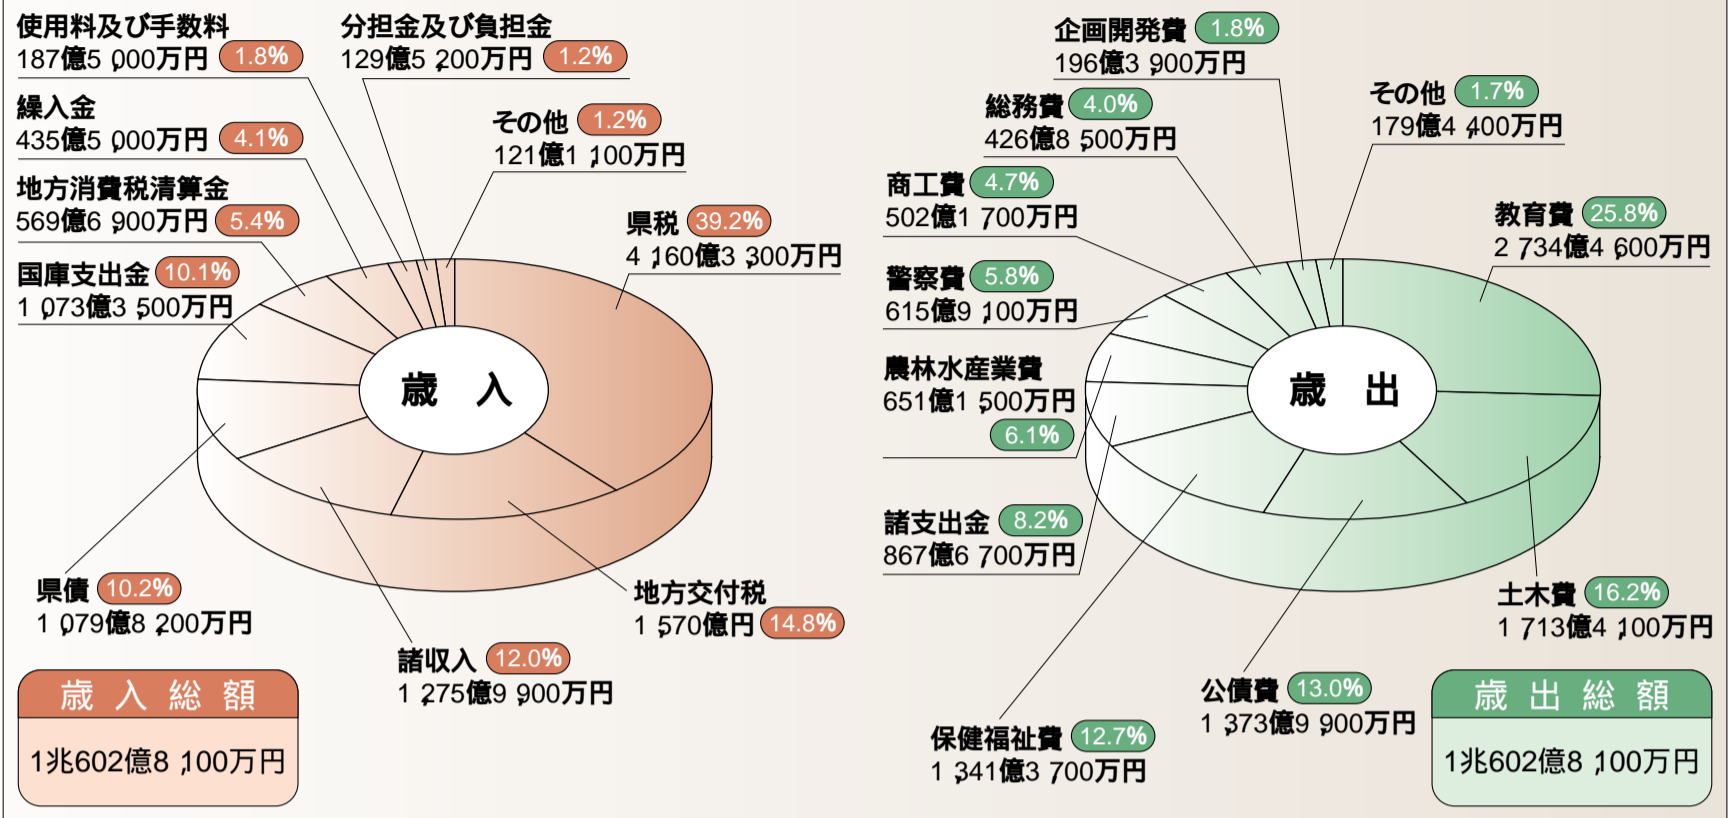 使用料及び手数料
187億5,000万円 1.8%
分担金及び負担金
129億5,200万円 1.2%
繰入金
435億5,000万円 4.1%
その他 1.2%
121億1,100万円
地方消費税清算金
569億6,900万円 5.4%
県税 39.2%
4,160億3,300万円
国庫支出金 10.1%
1,073億3,500万円
歳 入
県債 10.2%
1,079億8,200万円
地方交付税
1,570億円 14.8%
諸収入 12.0%
1,275億9,900万円
歳入総額
1兆602億8,100万円
企画開発費 1.8%
196億3,900万円
その他 1.7%
179億4,400万円
総務費 4.0%
426億8,500万円
商工費 4.7%
502億1,700万円
教育費 25.8%
2,734億4,600万円
警察費 5.8%
615億9,100万円
農林水産業費
651億1,500万円
6.1%
歳 出
諸支出金 8.2%
867億6,700万円
土木費 16.2%
1,713億4,100万円
公債費 13.0%
1,373億9,900万円
保健福祉費 12.7%
1,341億3,700万円
歳出総額
1兆602億8,100万円